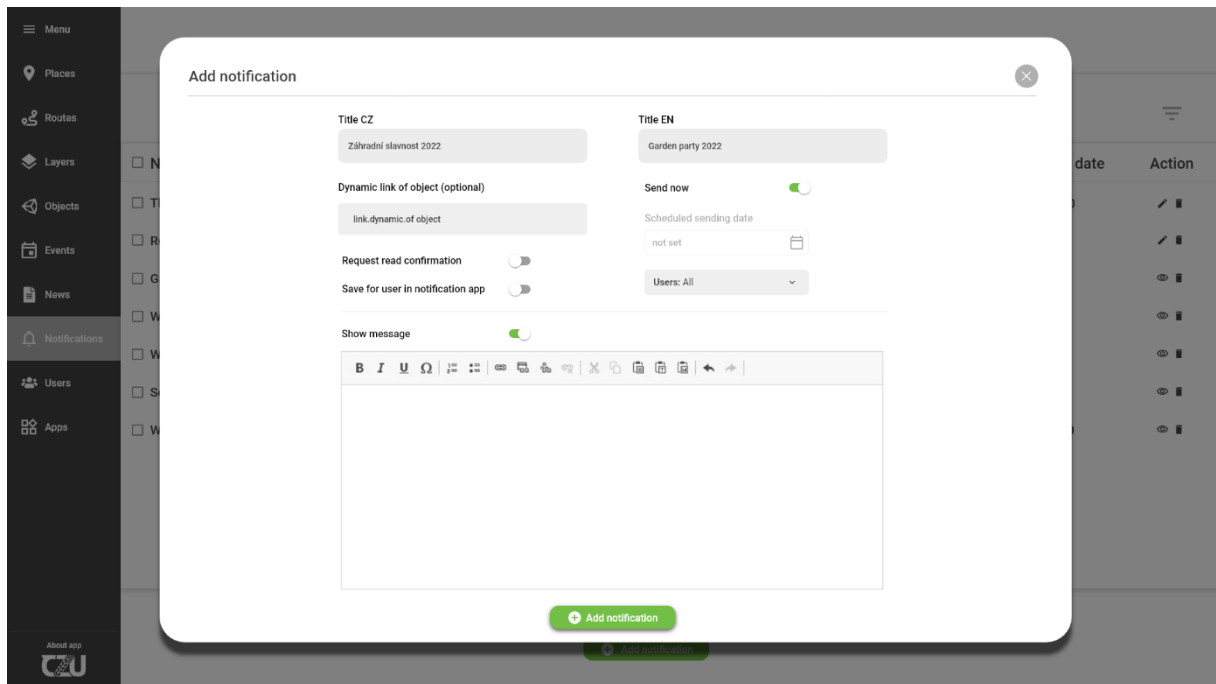 Menu
Places
Routes
Layers
Objects
Events
News
Notifications
Users
Apps
About app
CZU
Add notification
Title CZ
Title EN
Záhradní slavnost 2022
Garden party 2022
Dynamic link of object (optional)
Send now
link.dynamic.of object
Scheduled sending date
not set
Request read confirmation
Users: All
Save for user in notification app
Show message
B I U Ω
Add notification
date
Action
Add notification